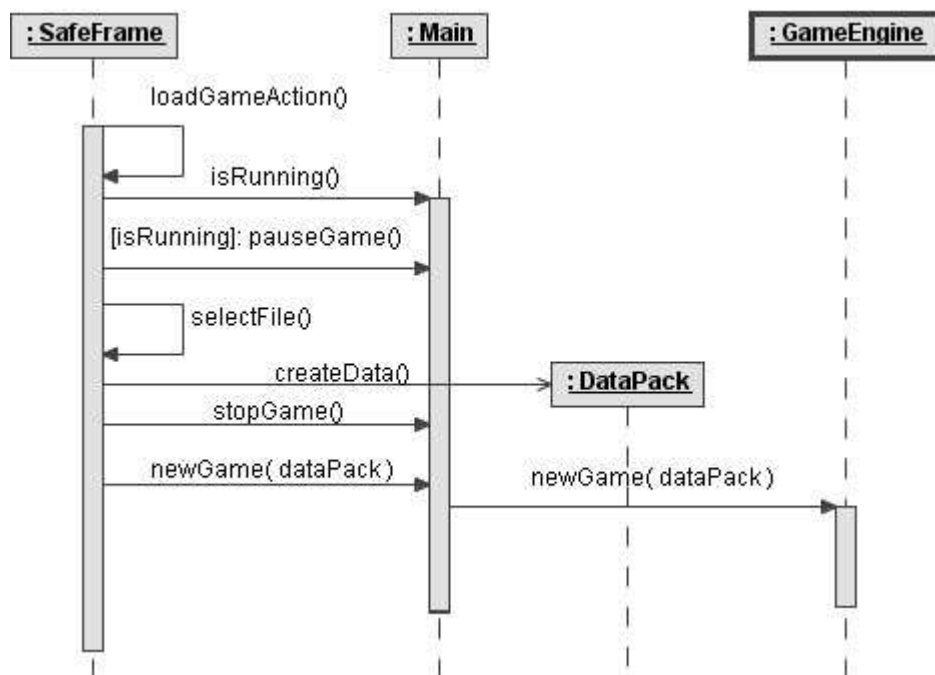 : SafeFrame
: Main
: GameEngine
loadGameAction()
isRunning()
[isRunning]: pauseGame()
selectFile()
createData()
: DataPack
stopGame()
newGame( dataPack )
newGame( dataPack )